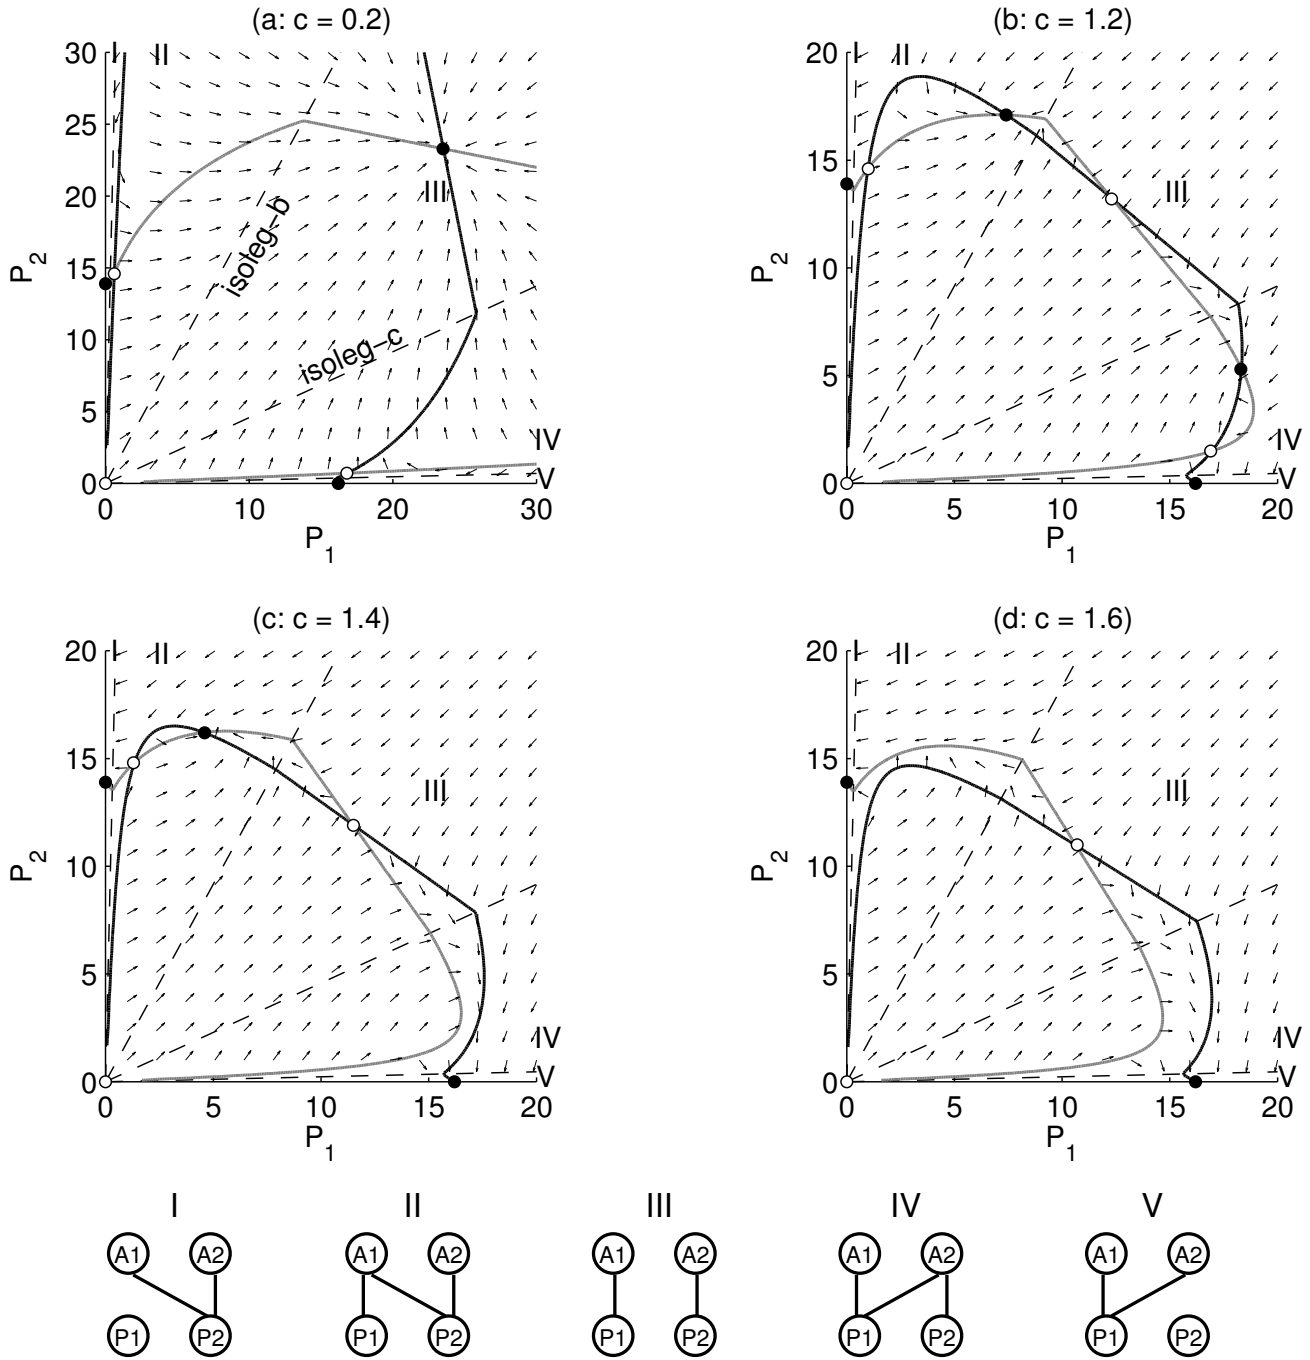 (a: c = 0.2)
30 I II
25
20 III
P2 15 isoleg-b
10 isoleg-c
5 IV
0 V
0 10 20 30
P1
(b: c = 1.2)
20 I II
15 III
P2 10
5 IV
0 V
0 5 10 15 20
P1
(c: c = 1.4)
20 I II
15 III
P2 10
5 IV
0 V
0 5 10 15 20
P1
(d: c = 1.6)
20 I II
15 III
P2 10
5 IV
0 V
0 5 10 15 20
P1
I II III IV V
A1 A2 A1 A2 A1 A2 A1 A2 A1 A2
P1 P2 P1 P2 P1 P2 P1 P2 P1 P2